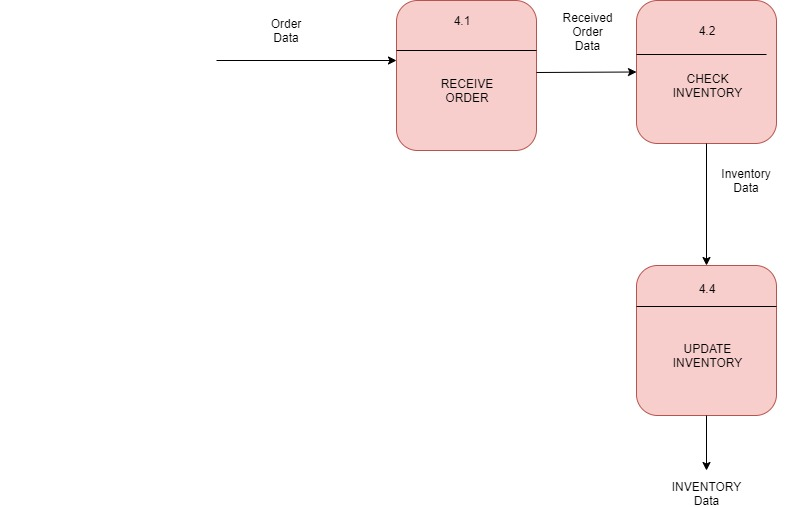 Order
Data
4.1
RECEIVE
ORDER
Received
Order
Data
4.2
CHECK
INVENTORY
Inventory
Data
4.4
UPDATE
INVENTORY
INVENTORY
Data